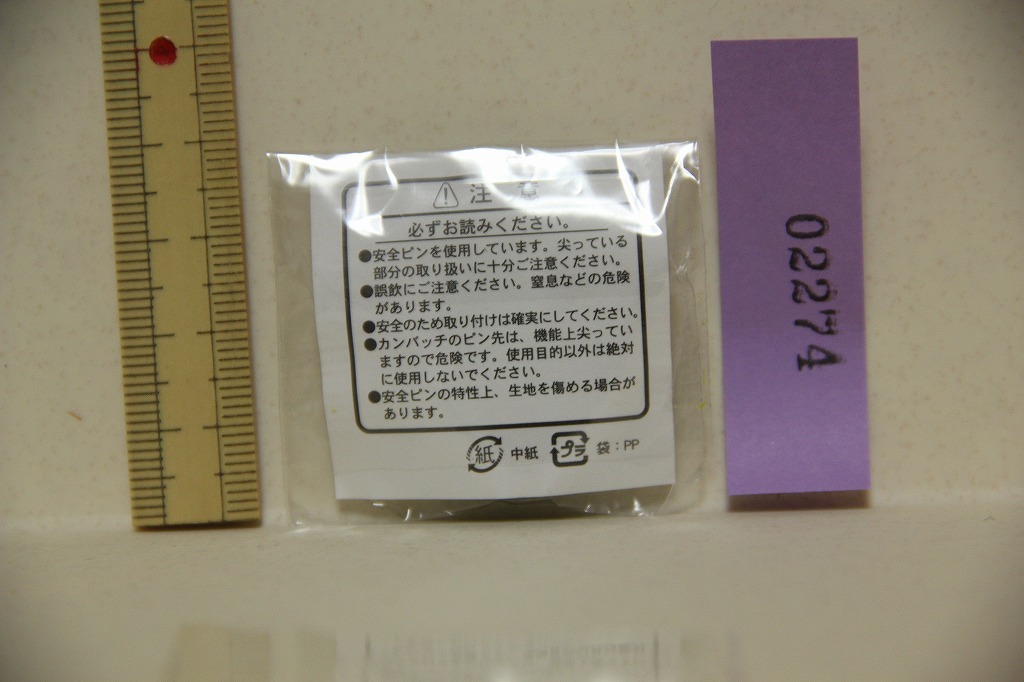 注意
必ずお読みください。
●安全ピンを使用しています。尖っている
部分の取り扱いに十分ご注意ください。
●誤飲にご注意ください。窒息などの危険
があります。
●安全のため取り付けは確実にしてください。
●カンバッチのピン先は、機能上尖ってい
ますので危険です。使用目的以外は絶対
に使用しないでください。
●安全ピンの特性上、生地を傷める場合が
あります。
紙 中紙 プラ 袋：PP
02274